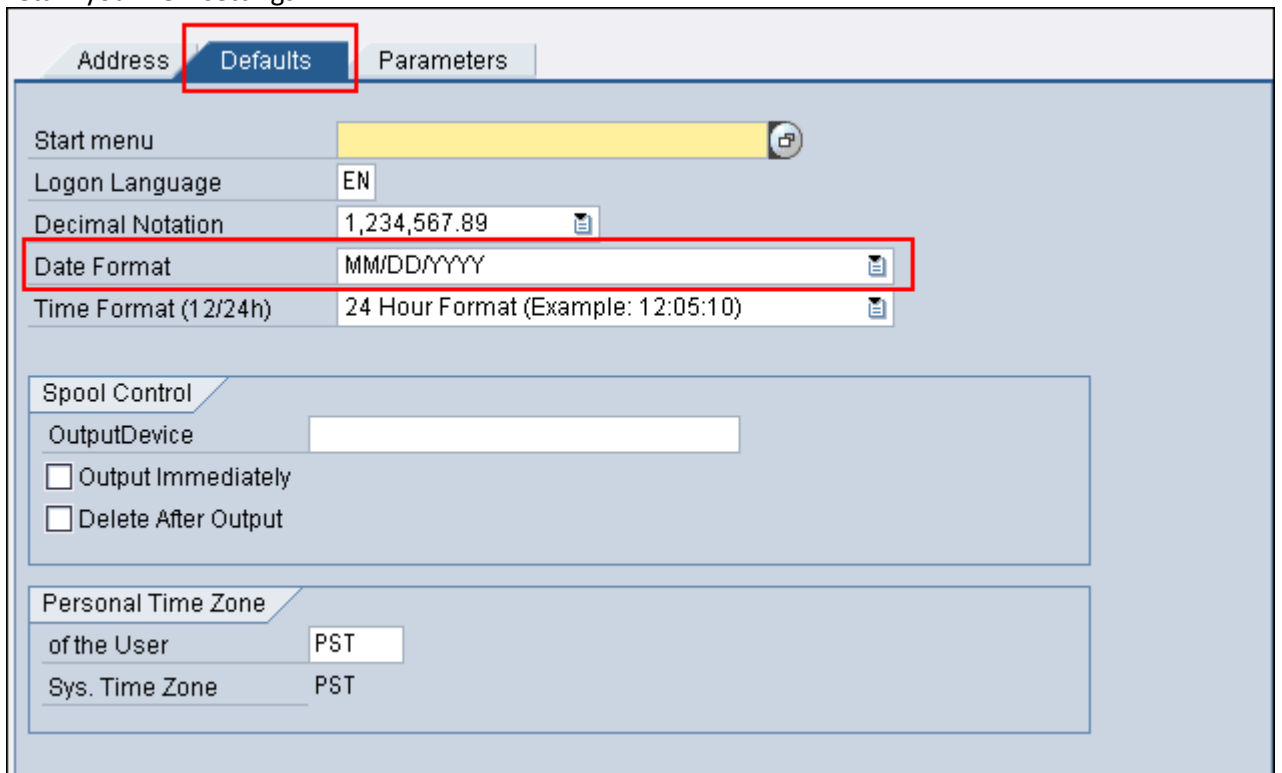 Address Defaults Parameters
Start menu
Logon Language EN
Decimal Notation 1,234,567.89
Date Format MM/DD/YYYY
Time Format (12/24h) 24 Hour Format (Example: 12:05:10)
Spool Control
OutputDevice
Output Immediately
Delete After Output
Personal Time Zone
of the User PST
Sys. Time Zone PST